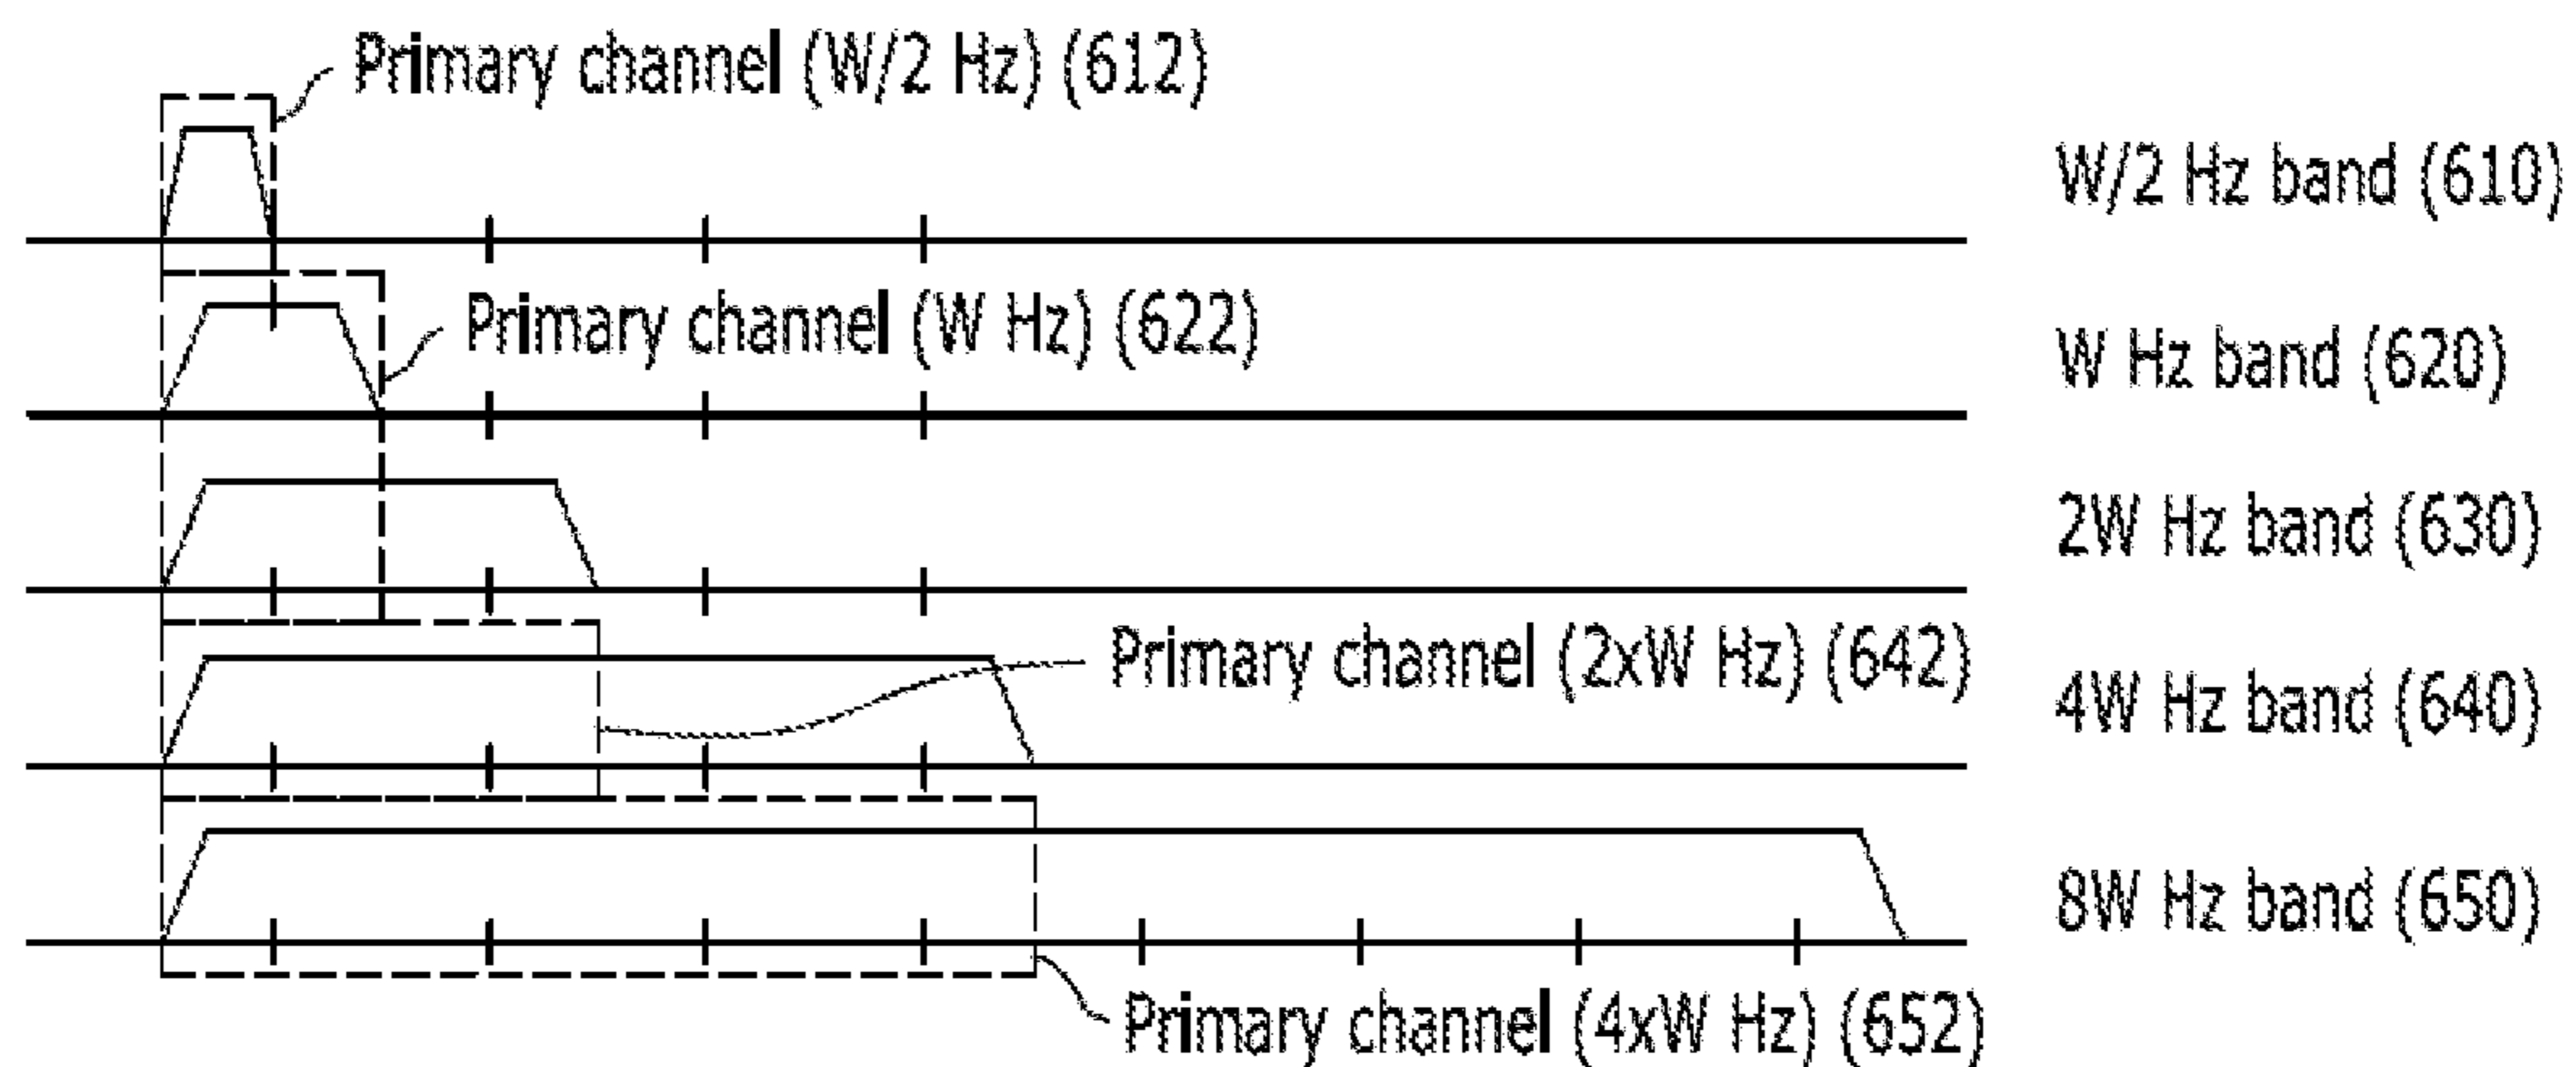 Primary channel (W/2 Hz) (612)
W/2 Hz band (610)
Primary channel (W Hz) (622)
W Hz band (620)
2W Hz band (630)
Primary channel (2xW Hz) (642)
4W Hz band (640)
8W Hz band (650)
Primary channel (4xW Hz) (652)